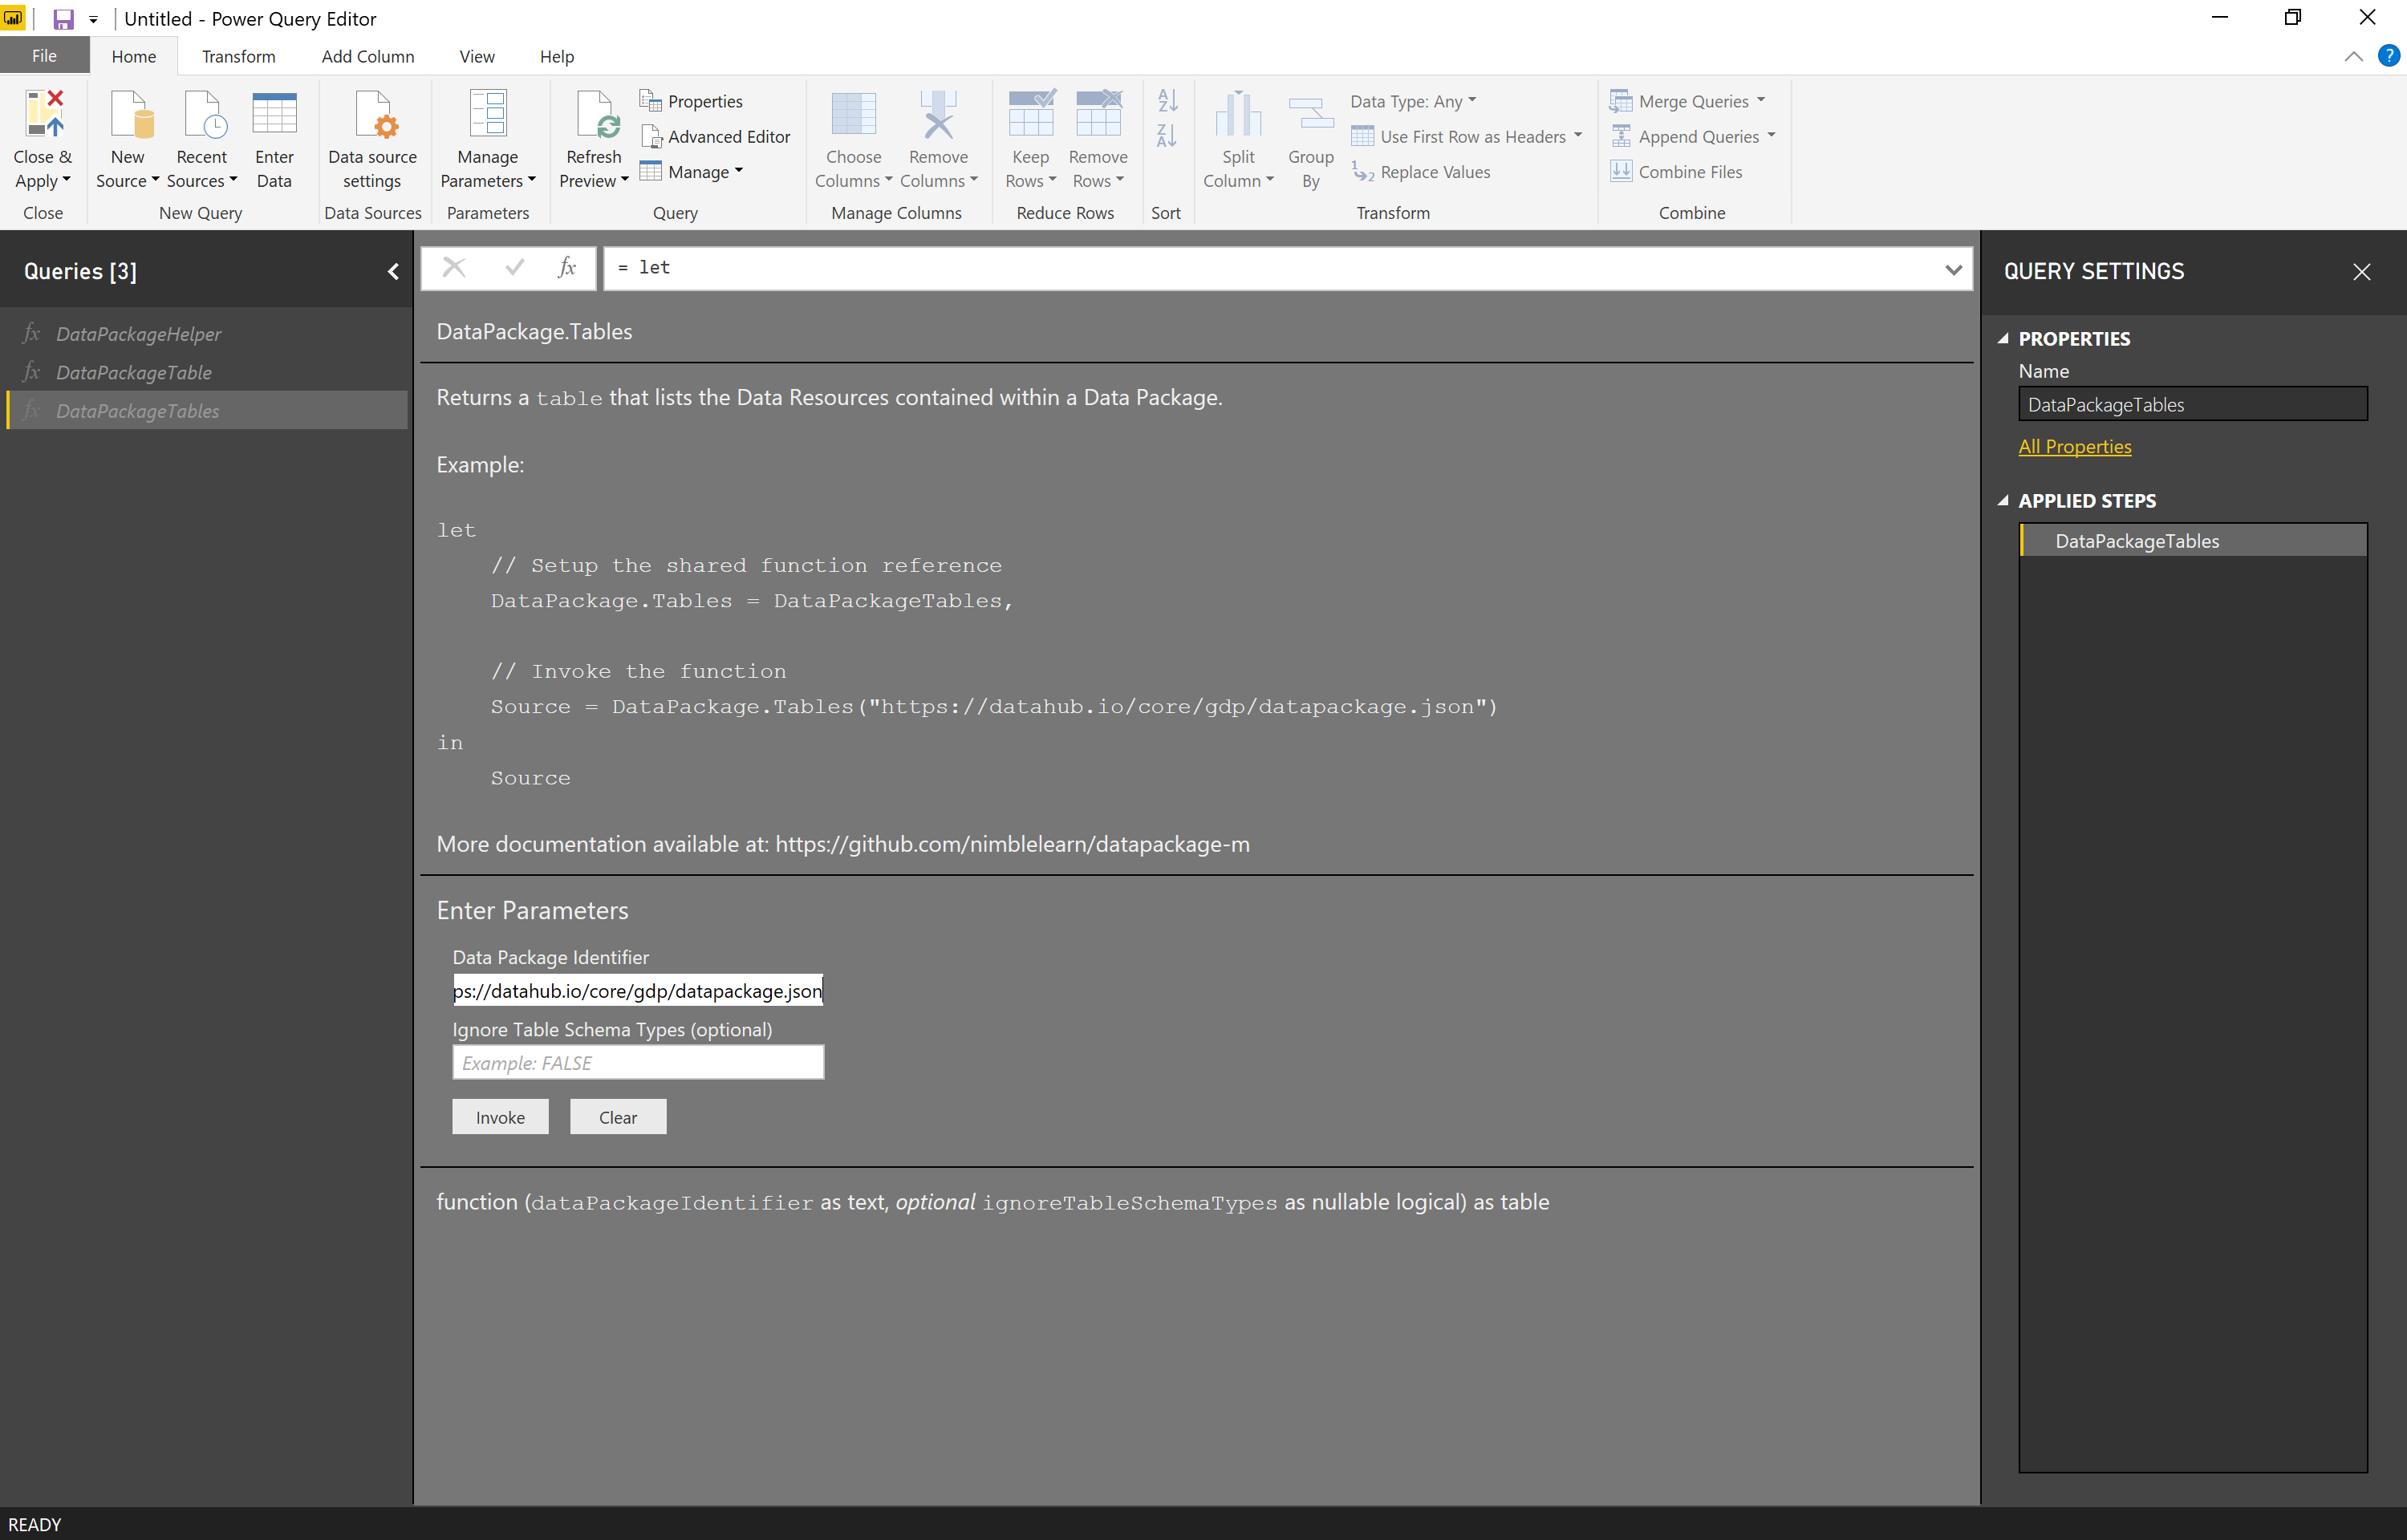 Untitled - Power Query Editor
File
Home
Transform
Add Column
View
Help
Close & Apply
New Source
Recent Sources
Enter Data
Data source settings
Manage Parameters
Refresh Preview
Properties
Advanced Editor
Manage
Choose Columns
Remove Columns
Keep Rows
Remove Rows
Split Column
Group By
Data Type: Any
Use First Row as Headers
Replace Values
Merge Queries
Append Queries
Combine Files
Close
New Query
Data Sources
Parameters
Query
Manage Columns
Reduce Rows
Sort
Transform
Combine
Queries [3]
DataPackageHelper
DataPackageTable
DataPackageTables
fx
= let
DataPackage.Tables
Returns a table that lists the Data Resources contained within a Data Package.
Example:
let
// Setup the shared function reference
DataPackage.Tables = DataPackageTables,
// Invoke the function
Source = DataPackage.Tables("https://datahub.io/core/gdp/datapackage.json")
in
Source
More documentation available at: https://github.com/nimblelearn/datapackage-m
Enter Parameters
Data Package Identifier
ps://datahub.io/core/gdp/datapackage.json
Ignore Table Schema Types (optional)
Example: FALSE
Invoke
Clear
function (dataPackageIdentifier as text, optional ignoreTableSchemaTypes as nullable logical) as table
QUERY SETTINGS
PROPERTIES
Name
DataPackageTables
All Properties
APPLIED STEPS
DataPackageTables
READY